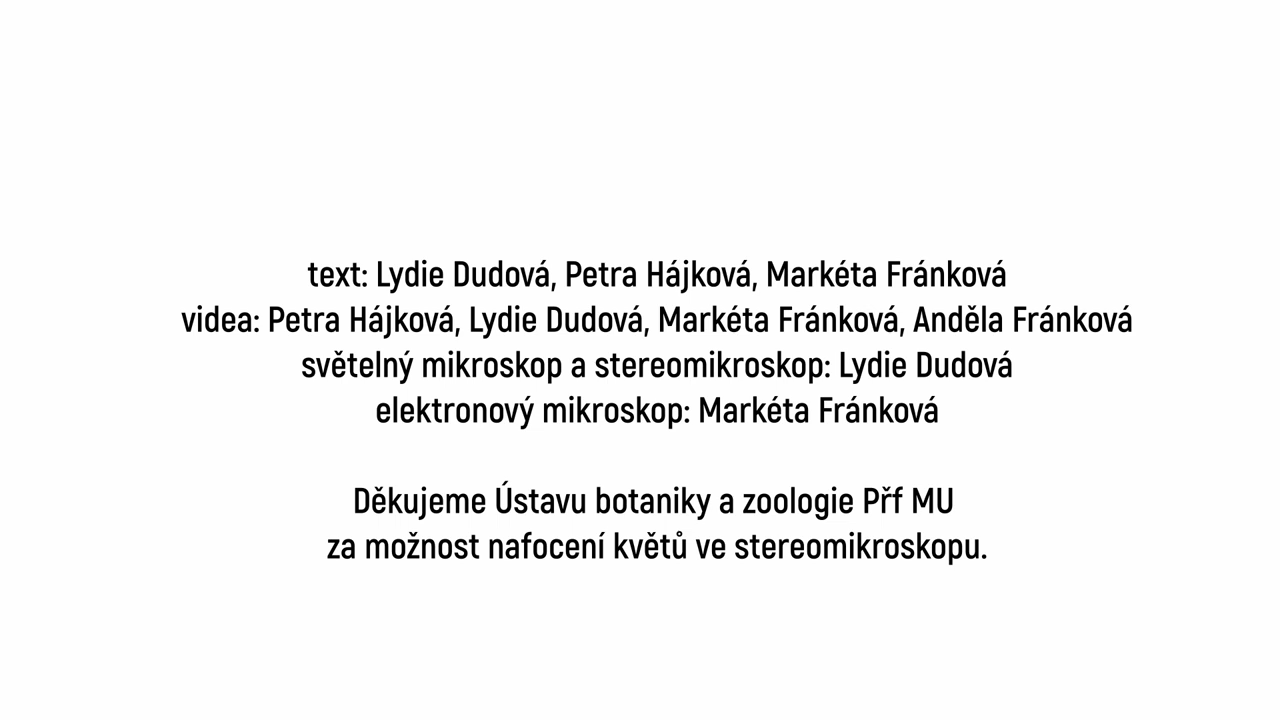 text: Lydie Dudová, Petra Hájková, Markéta Fránková
videa: Petra Hájková, Lydie Dudová, Markéta Fránková, Anděla Fránková
světelný mikroskop a stereomikroskop: Lydie Dudová
elektronový mikroskop: Markéta Fránková
Děkujeme Ústavu botaniky a zoologie Přf MU
za možnost nafocení květů ve stereomikroskopu.